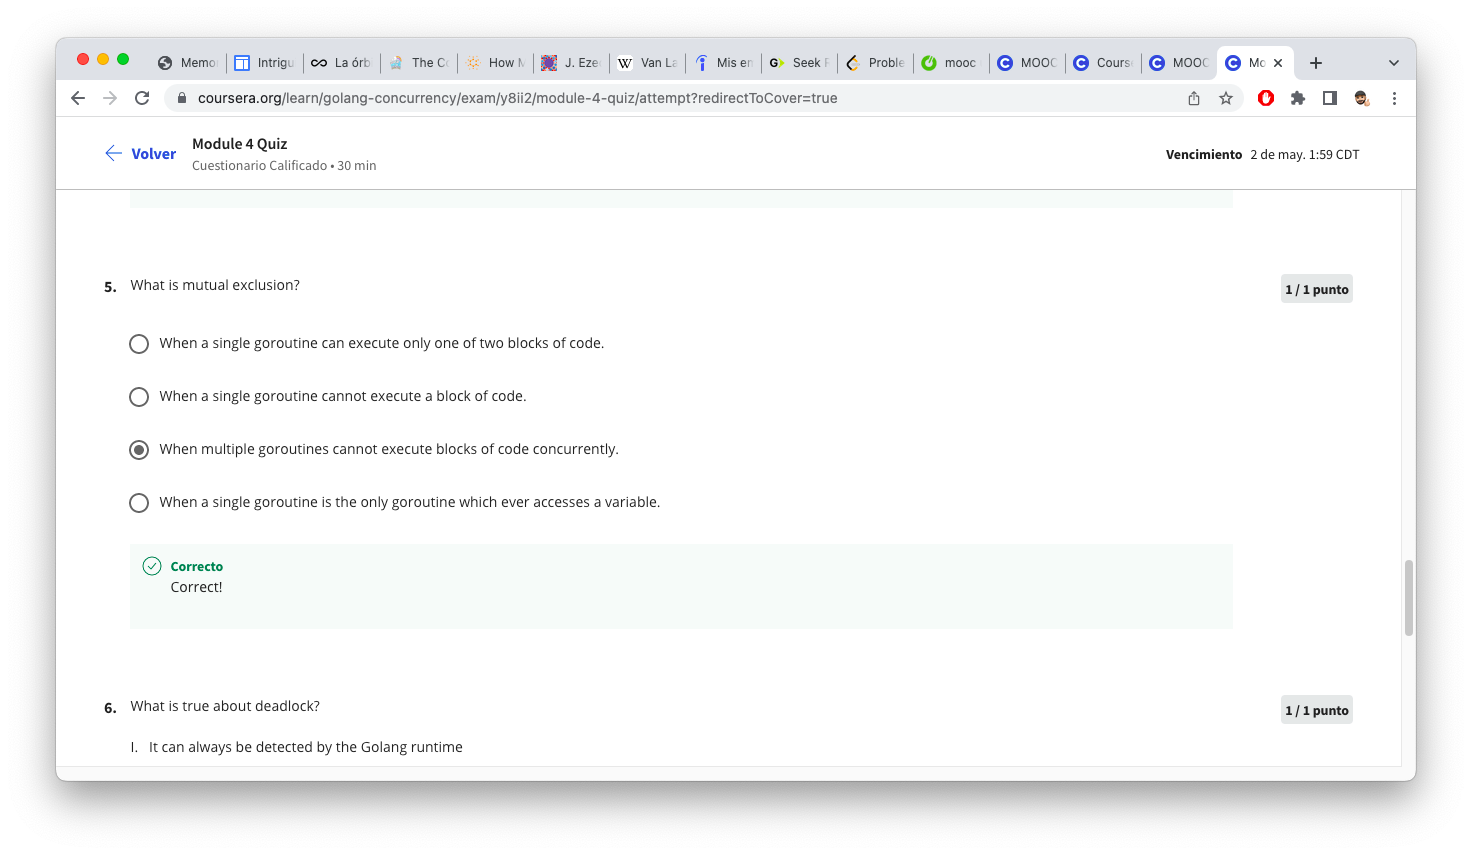 Memo
Intrigu
La órb
The Co
How M
J. Ezec
W
Van La
Mis en
Seek
Proble
mooc
MOOC
Cours
MOOC
Mo
coursera.org/learn/golang-concurrency/exam/y8ii2/module-4-quiz/attempt?redirectToCover=true
Volver
Module 4 Quiz
Cuestionario Calificado • 30 min
Vencimiento 2 de may. 1:59 CDT
5. What is mutual exclusion?
1 / 1 punto
When a single goroutine can execute only one of two blocks of code.
When a single goroutine cannot execute a block of code.
When multiple goroutines cannot execute blocks of code concurrently.
When a single goroutine is the only goroutine which ever accesses a variable.
Correcto
Correct!
6. What is true about deadlock?
1 / 1 punto
I. It can always be detected by the Golang runtime